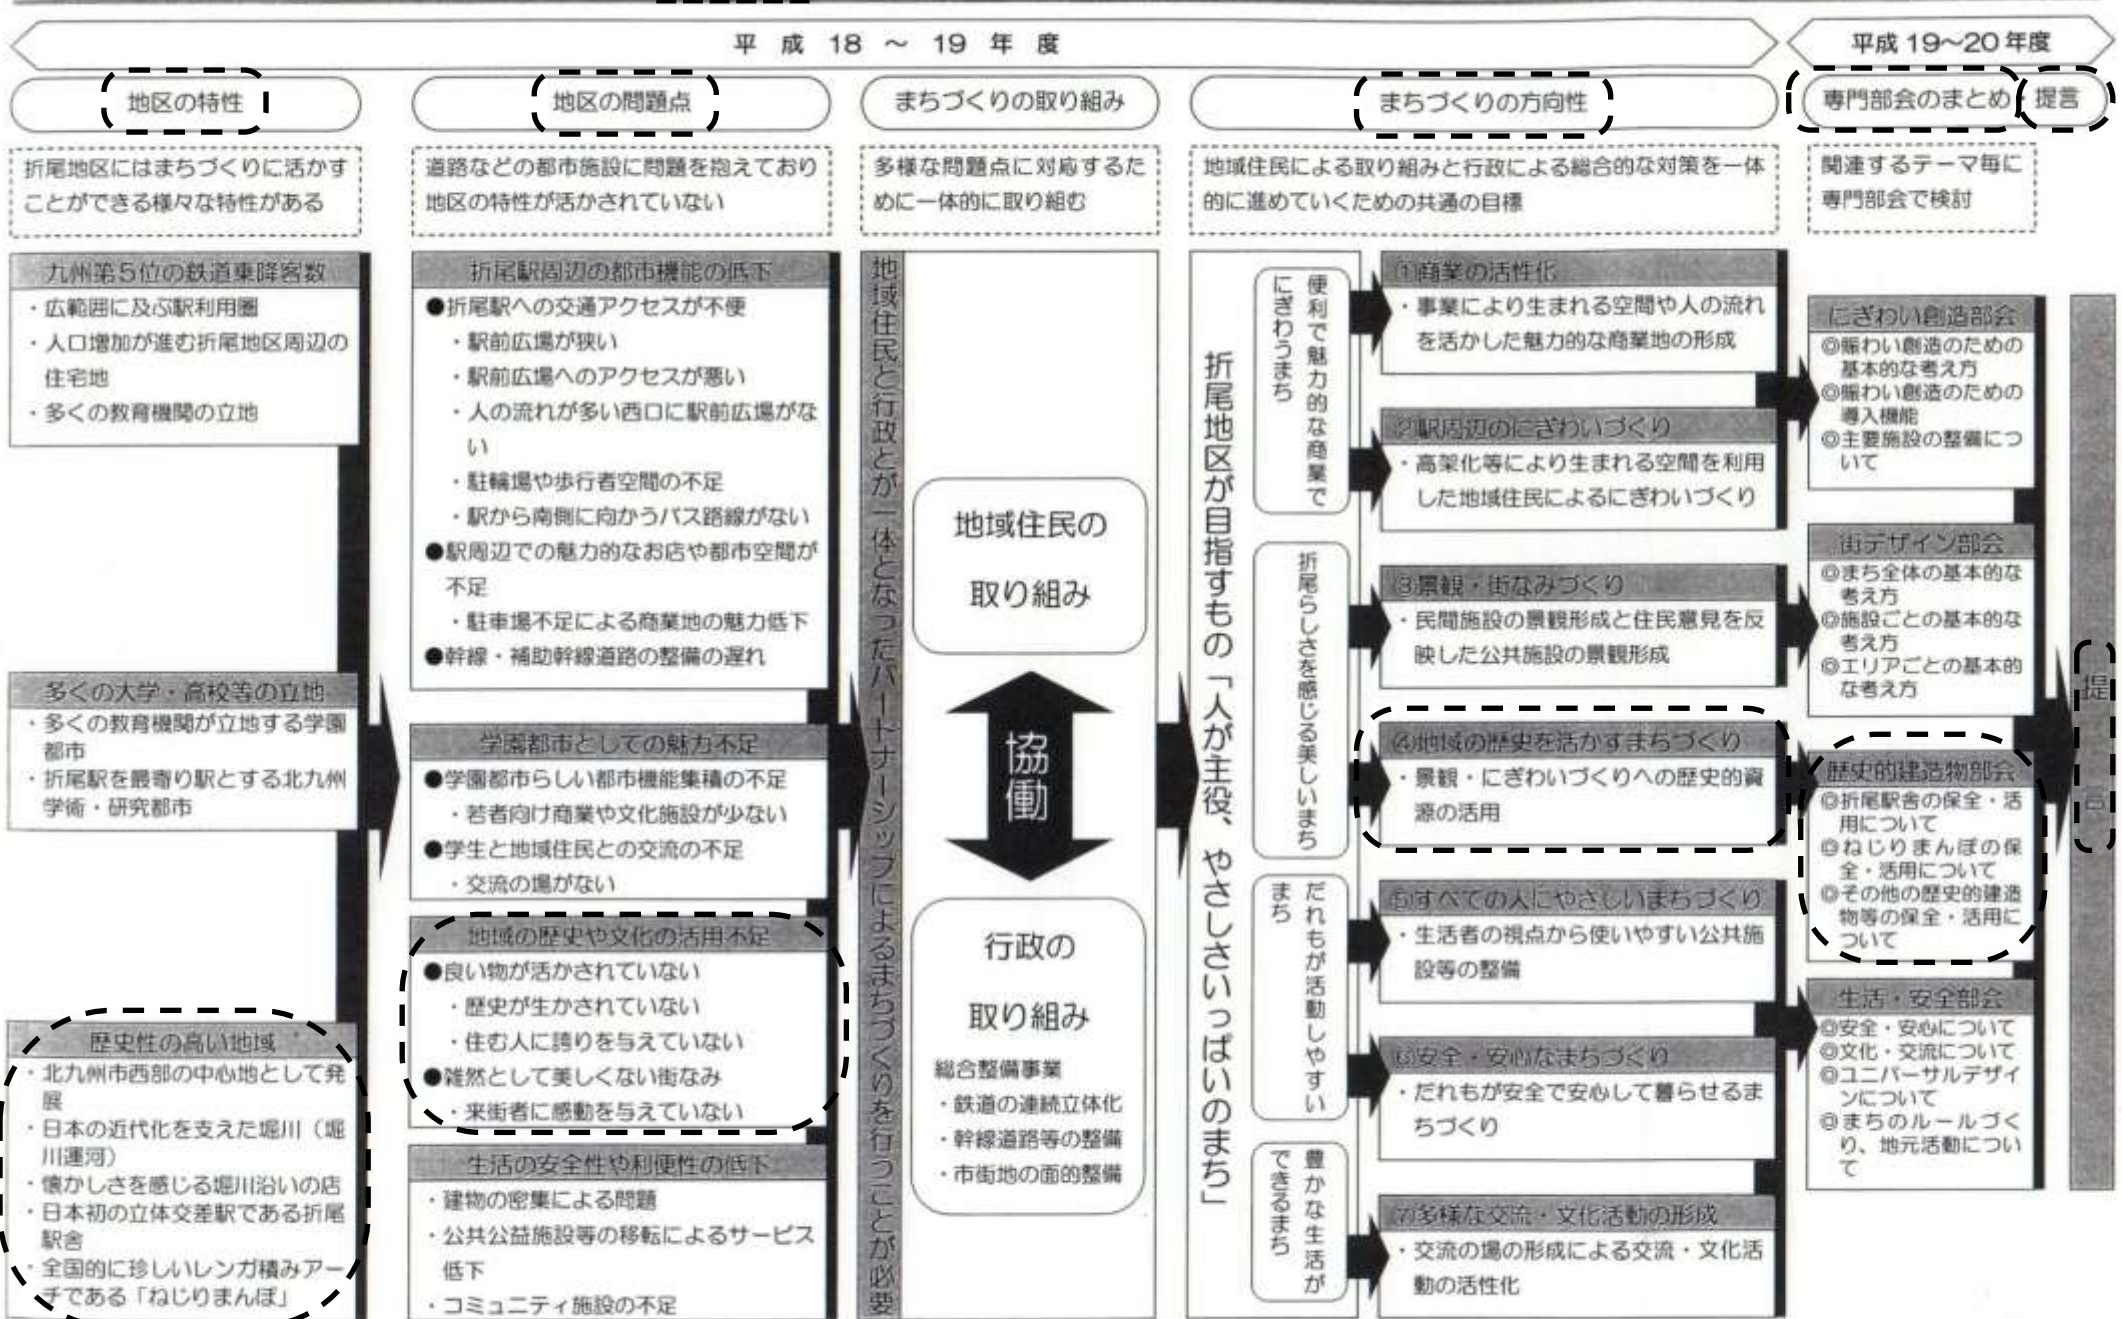 平成 18 ～ 19 年度
平成 19～20 年度
地区の特性
地区の問題点
まちづくりの取り組み
まちづくりの方向性
専門部会のまとめ・提言
折尾地区にはまちづくりに活かす
ことができる様々な特性がある
道路などの都市施設に問題を抱えており
地区の特性が活かされていない
多様な問題点に対応するた
めに一体的に取り組む
地域住民による取り組みと行政による総合的な対策を一体
的に進めていくための共通の目標
関連するテーマ毎に
専門部会で検討
九州第5位の鉄道乗降客数
・広範囲に及ぶ駅利用圏
・人口増加が進む折尾地区周辺の
住宅地
・多くの教育機関の立地
多くの大学・高校等の立地
・多くの教育機関が立地する学園
都市
・折尾駅を最寄り駅とする北九州
学術・研究都市
歴史性の高い地域
・北九州市西部の中心地として発
展
・日本の近代化を支えた堀川（堀
川運河）
・懐かしさを感じる堀川沿いの店
・日本初の立体交差駅である折尾
駅舎
・全国的に珍しいレンガ積みアー
チである「ねじりまんぽ」
折尾駅周辺の都市機能の低下
●折尾駅への交通アクセスが不便
・駅前広場が狭い
・駅前広場へのアクセスが悪い
・人の流れが多い西口に駅前広場がな
い
・駐輪場や歩行者空間の不足
・駅から南側に向かうバス路線がない
●駅周辺での魅力的なお店や都市空間が
不足
・駐車場不足による商業地の魅力低下
●幹線・補助幹線道路の整備の遅れ
学園都市としての魅力不足
●学園都市らしい都市機能集積の不足
・若者向け商業や文化施設が少ない
●学生と地域住民との交流の不足
・交流の場がない
地域の歴史や文化の活用不足
●良い物が活かされていない
・歴史が生かされていない
・住む人に誇りを与えていない
●雑然として美しくない街なみ
・来街者に感動を与えていない
生活の安全性や利便性の低下
・建物の密集による問題
・公共公益施設等の移転によるサービス
低下
・コミュニティ施設の不足
地域住民と行政とが一体となったパートナーシップによるまちづくりを行うことが必要
地域住民の
取り組み
協働
行政の
取り組み
総合整備事業
・鉄道の連続立体化
・幹線道路等の整備
・市街地の面的整備
折尾地区が目指すもの「人が主役、やさしさいっぱいのまち」
便利で魅力的な商業で
にぎわうまち
折尾らしさを感じる美しいまち
だれもが活動しやすい
まち
豊かな生活が
できるまち
①商業の活性化
・事業により生まれる空間や人の流れ
を活かした魅力的な商業地の形成
②駅周辺のにぎわいづくり
・高架化等により生まれる空間を利用
した地域住民によるにぎわいづくり
③景観・街なみづくり
・民間施設の景観形成と住民意見を反
映した公共施設の景観形成
④地域の歴史を活かすまちづくり
・景観・にぎわいづくりへの歴史的資
源の活用
⑤すべての人にやさしいまちづくり
・生活者の視点から使いやすい公共施
設等の整備
⑥安全・安心なまちづくり
・だれもが安全で安心して暮らせるま
ちづくり
⑦多様な交流・文化活動の形成
・交流の場の形成による交流・文化活
動の活性化
にぎわい創造部会
◎賑わい創造のための
基本的な考え方
◎賑わい創造のための
導入機能
◎主要施設の整備につ
いて
街デザイン部会
◎まち全体の基本的な
考え方
◎施設ごとの基本的な
考え方
◎エリアごとの基本的
な考え方
歴史的建造物部会
◎折尾駅舎の保全・活
用について
◎ねじりまんぽの保
全・活用について
◎その他の歴史的建造
物等の保全・活用に
ついて
生活・安全部会
◎安全・安心について
◎文化・交流について
◎ユニバーサルデザイ
ンについて
◎まちのルールづく
り、地元活動につい
て
提言